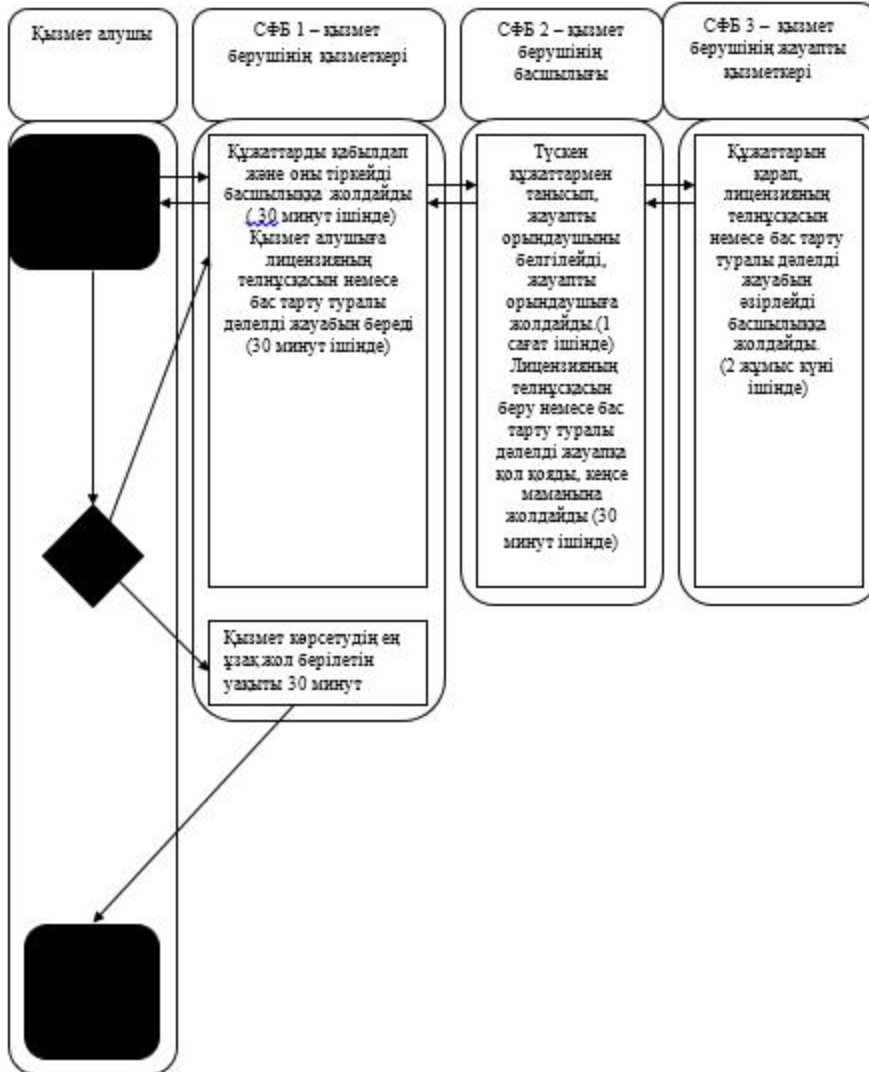 Қызмет алушы
СФБ 1 – қызмет
берушінің қызметкері
СФБ 2 – қызмет
берушінің
басшылығы
СФБ 3 – қызмет
берушінің жауапты
қызметкері
Құжаттарды қабылдап
және оны тіркейді
басшылыққа жолдайды
( 30 минут ішінде)
Қызмет алушыға
лицензияның
телнұсқасын немесе
бас тарту туралы
дәлелді жауабын береді
(30 минут ішінде)
Түскен
құжаттармен
танысып,
жауапты
орындаушыны
белгілейді,
жауапты
орындаушыға
жолдайды.(1
сағат ішінде)
Лицензияның
телнұсқасын
беру немесе бас
тарту туралы
дәлелді жауапқа
қол қояды, кеңсе
маманына
жолдайды (30
минут ішінде)
Құжаттарын
қарап,
лицензияның
телнұсқасын
немесе бас тарту
туралы дәлелді
жауабын
әзірлейді
басшылыққа
жолдайды.
(2 жұмыс күні
ішінде)
Қызмет көрсетудің ең
ұзақ жол берілетін
уақыты 30 минут